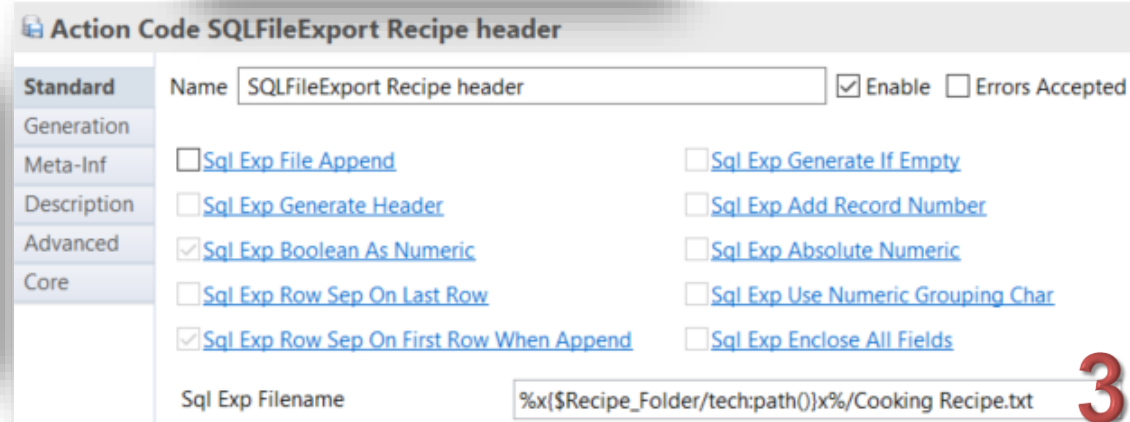 Action Code SQLFileExport Recipe header
Standard
Generation
Meta-Inf
Description
Advanced
Core
Name SQLFileExport Recipe header Enable Errors Accepted
Sql Exp File Append Sql Exp Generate If Empty
Sql Exp Generate Header Sql Exp Add Record Number
Sql Exp Boolean As Numeric Sql Exp Absolute Numeric
Sql Exp Row Sep On Last Row Sql Exp Use Numeric Grouping Char
Sql Exp Row Sep On First Row When Append Sql Exp Enclose All Fields
Sql Exp Filename %x{$Recipe_Folder/tech:path()}x%/Cooking Recipe.txt
3